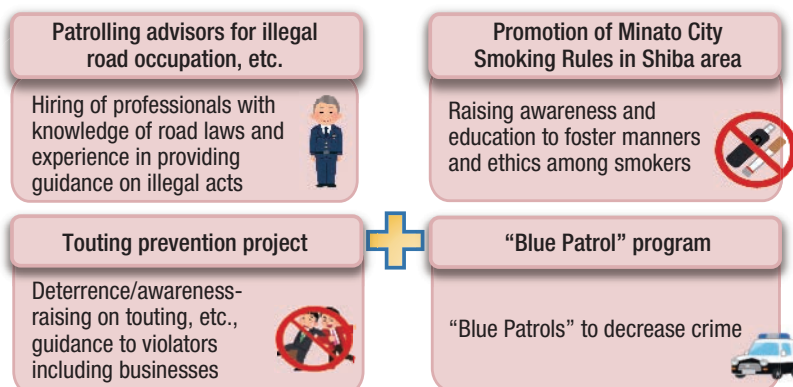 Patrolling advisors for illegal
road occupation, etc.
Hiring of professionals with
knowledge of road laws and
experience in providing
guidance on illegal acts
Promotion of Minato City
Smoking Rules in Shiba area
Raising awareness and
education to foster manners
and ethics among smokers
Touting prevention project
Deterrence/awareness-
raising on touting, etc.,
guidance to violators
including businesses
“Blue Patrol” program
“Blue Patrols” to decrease crime